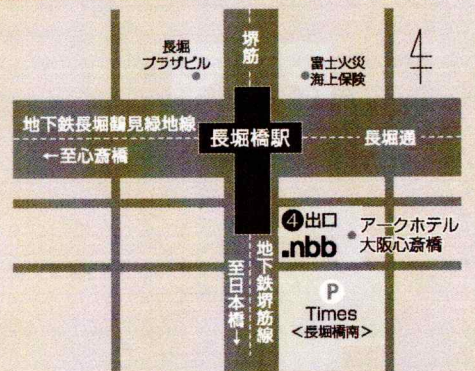 長堀
プラザビル
堺筋
富士火災
海上保険
地下鉄長堀鶴見緑地線
←至心斎橋
長堀橋駅
長堀通
❹出口
.nbb
アークホテル
大阪心斎橋
地下鉄堺筋線
至日本橋→
P
Times
<長堀橋南>